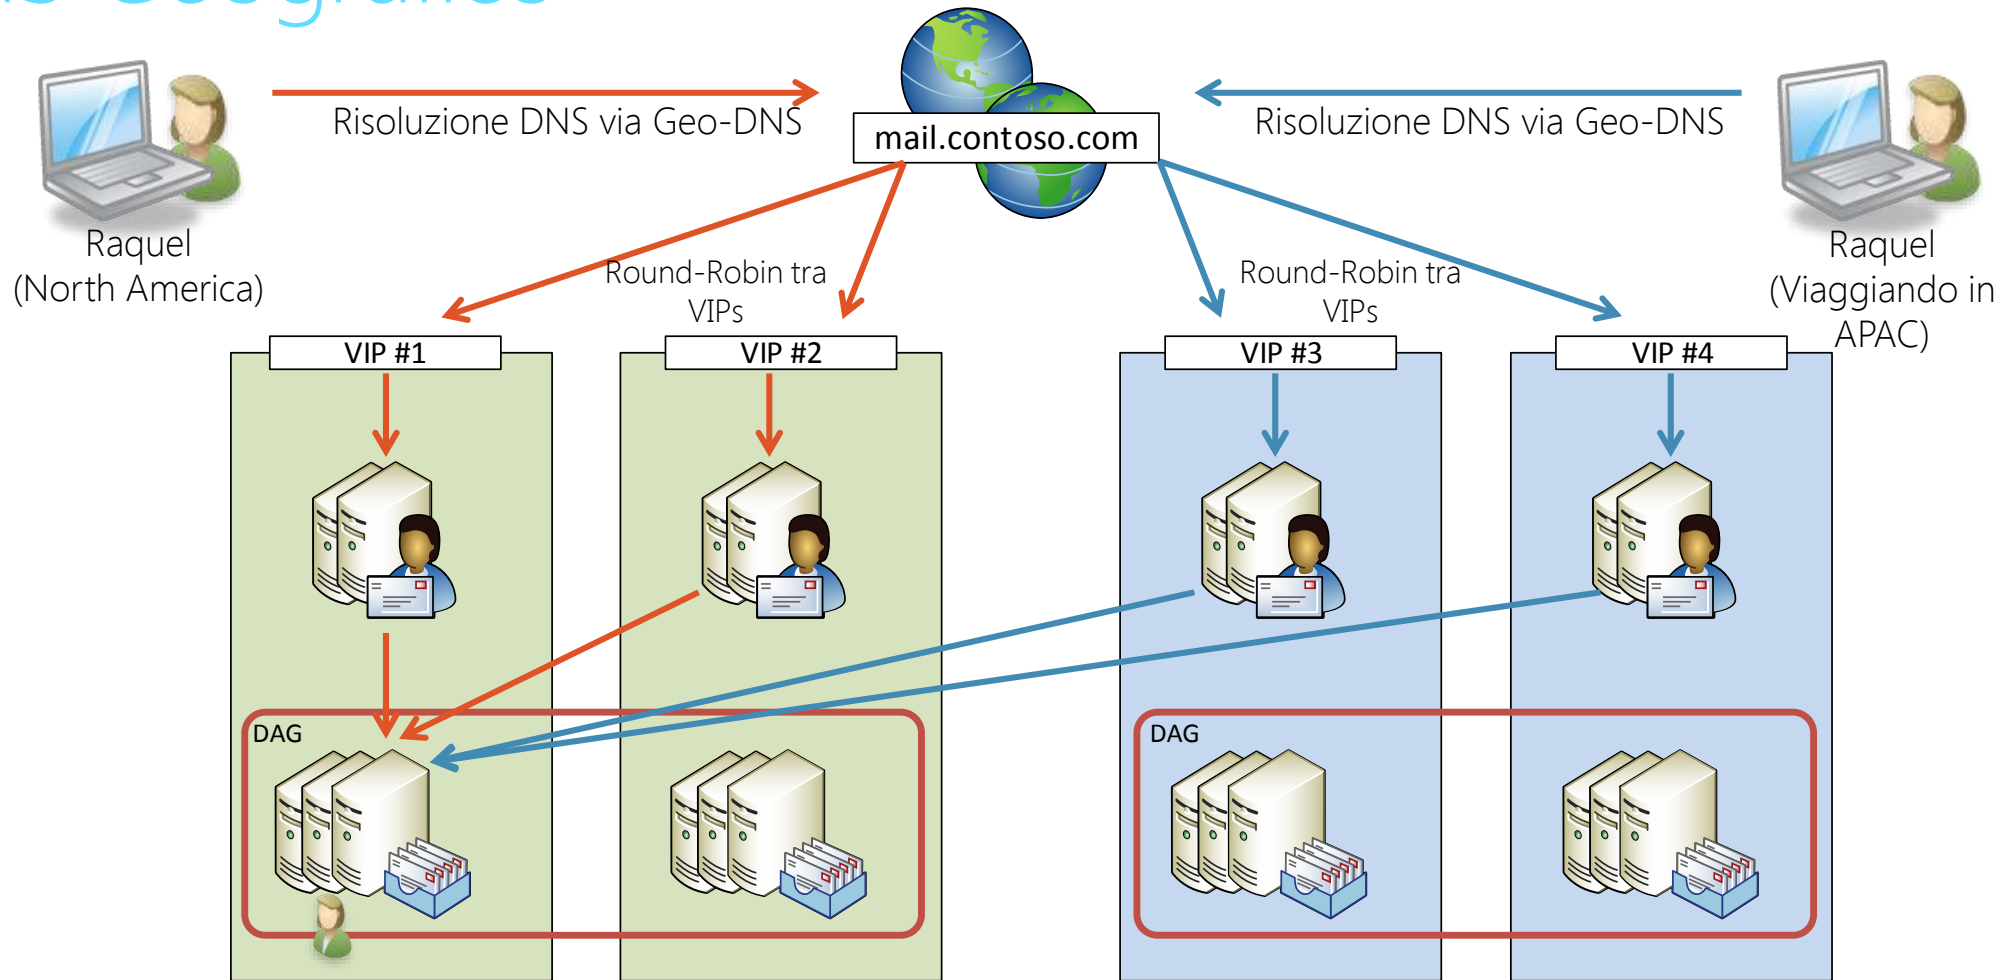 Geografico
Risoluzione DNS via Geo-DNS
mail.contoso.com
Risoluzione DNS via Geo-DNS
Raquel
(North America)
Raquel
(Viaggiando in
APAC)
Round-Robin tra
VIPs
Round-Robin tra
VIPs
VIP #1
VIP #2
VIP #3
VIP #4
DAG
DAG